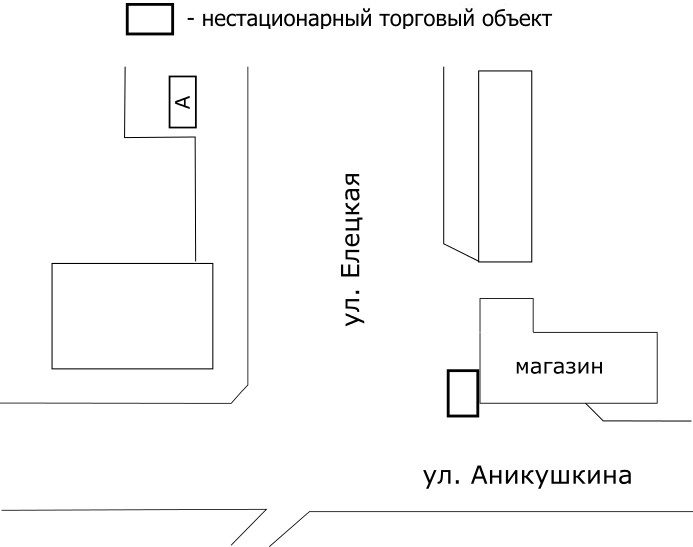 - нестационарный торговый объект
А
ул. Елецкая
магазин
ул. Аникушкина